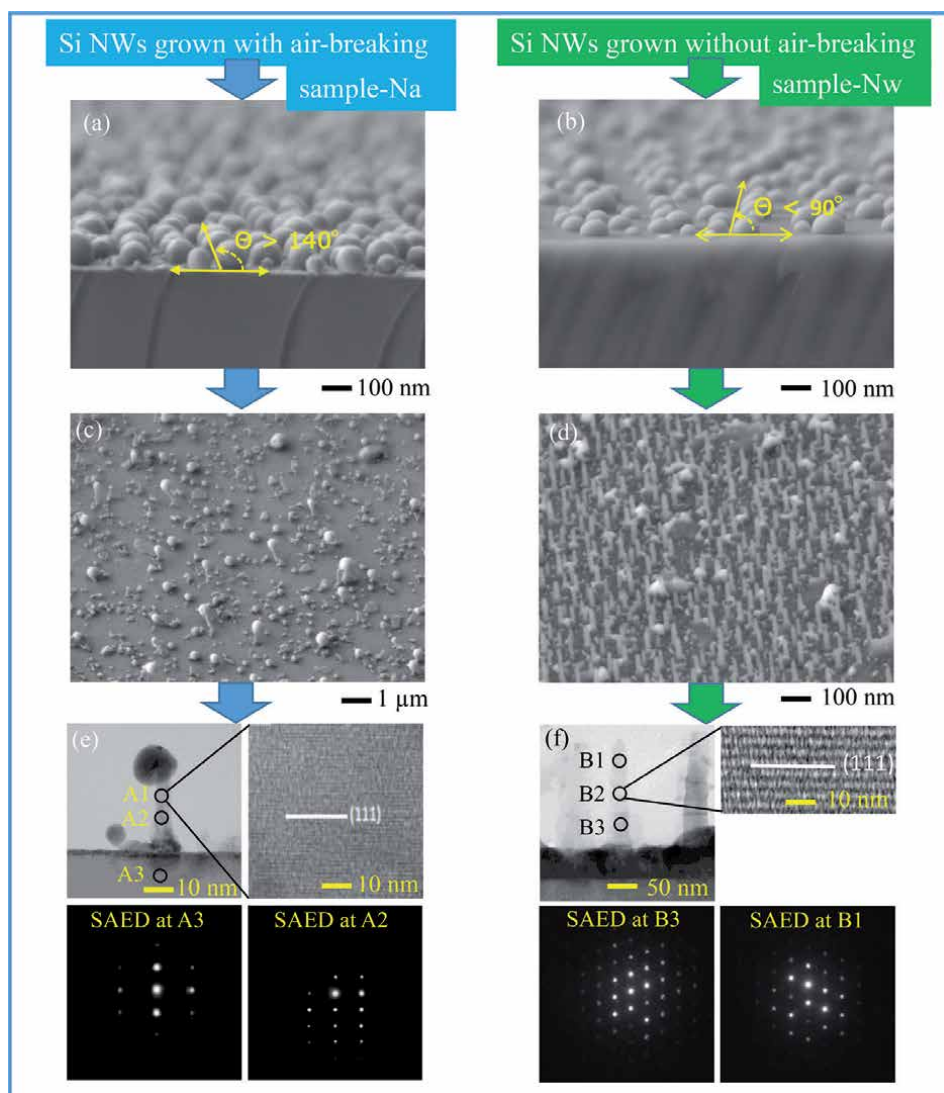 Si NWs grown with air-breaking
sample-Na
Si NWs grown without air-breaking
sample-Nw
(a)
Θ > 140°
(b)
Θ < 90°
100 nm
100 nm
(c)
(d)
1 µm
100 nm
(e)
A1
A2
A3
10 nm
(111)
10 nm
(f)
B1
B2
B3
50 nm
(111)
10 nm
SAED at A3
SAED at A2
SAED at B3
SAED at B1